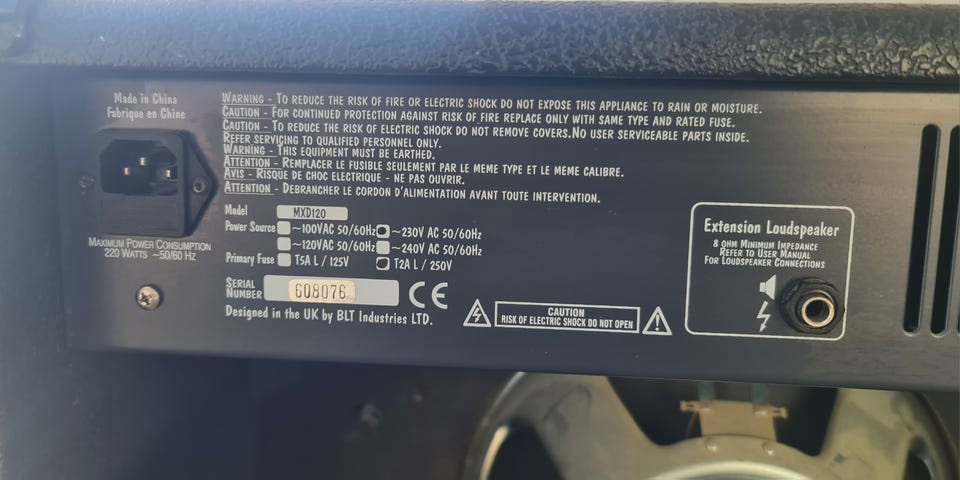 Made in China
Fabrique en Chine
WARNING - TO REDUCE THE RISK OF FIRE OR ELECTRIC SHOCK DO NOT EXPOSE THIS APPLIANCE TO RAIN OR MOISTURE.
CAUTION - FOR CONTINUED PROTECTION AGAINST RISK OF FIRE REPLACE ONLY WITH SAME TYPE AND RATED FUSE.
CAUTION - TO REDUCE THE RISK OF ELECTRIC SHOCK DO NOT REMOVE COVERS.NO USER SERVICEABLE PARTS INSIDE.
REFER SERVICING TO QUALIFIED PERSONNEL ONLY.
WARNING - THIS EQUIPMENT MUST BE EARTHED.
ATTENTION - REMPLACER LE FUSIBLE SEULEMENT PAR LE MEME TYPE ET LE MEME CALIBRE.
AVIS - RISQUE DE CHOC ELECTRIQUE - NE PAS OUVRIR.
ATTENTION - DEBRANCHER LE CORDON D'ALIMENTATION AVANT TOUTE INTERVENTION.
MAXIMUM POWER CONSUMPTION
220 WATTS ~50/60 HZ
Model MXD120
Power Source ~100VAC 50/60Hz ~230V AC 50/60Hz
~120VAC 50/60Hz ~240V AC 50/60Hz
Primary Fuse T5A L / 125V T2A L / 250V
SERIAL NUMBER 608076 CE
Designed in the UK by BLT Industries LTD.
CAUTION
RISK OF ELECTRIC SHOCK DO NOT OPEN
Extension Loudspeaker
8 OHM MINIMUM IMPEDANCE
REFER TO USER MANUAL
FOR LOUDSPEAKER CONNECTIONS